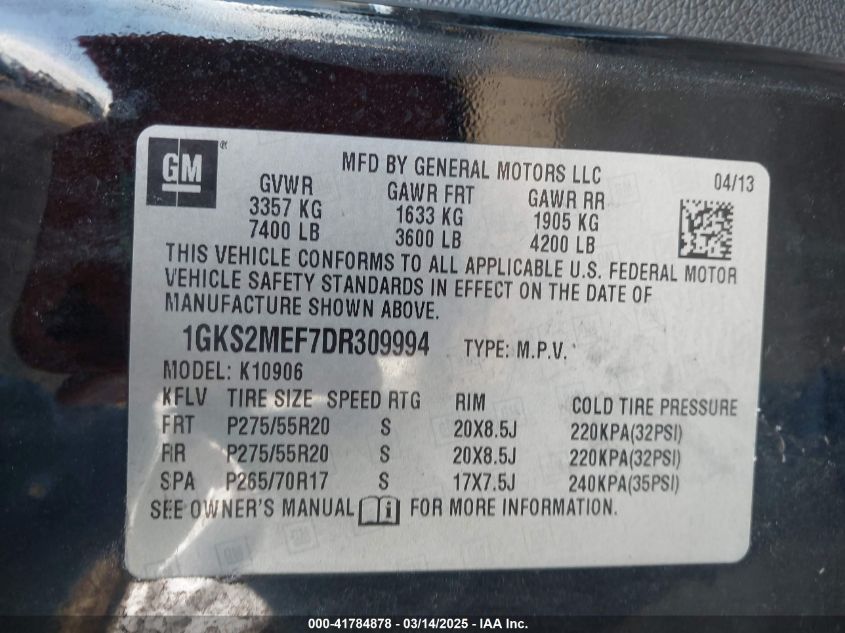 GM ®
MFD BY GENERAL MOTORS LLC
04/13
GVWR GAWR FRT GAWR RR
3357 KG 1633 KG 1905 KG
7400 LB 3600 LB 4200 LB
THIS VEHICLE CONFORMS TO ALL APPLICABLE U.S. FEDERAL MOTOR
VEHICLE SAFETY STANDARDS IN EFFECT ON THE DATE OF
MANUFACTURE SHOWN ABOVE.
1GKS2MEF7DR309994 TYPE: M.P.V.
MODEL: K10906
KFLV TIRE SIZE SPEED RTG RIM COLD TIRE PRESSURE
FRT P275/55R20 S 20X8.5J 220KPA(32PSI)
RR P275/55R20 S 20X8.5J 220KPA(32PSI)
SPA P265/70R17 S 17X7.5J 240KPA(35PSI)
SEE OWNER'S MANUAL FOR MORE INFORMATION.
000-41784878 - 03/14/2025 - IAAI.com